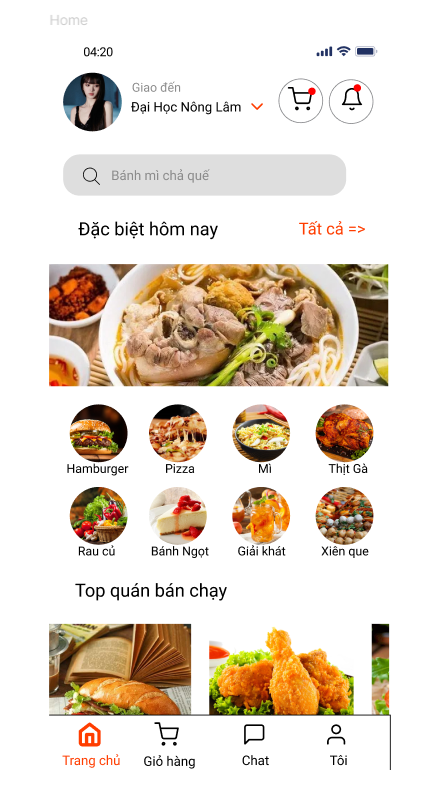 Home
04:20
Giao đến
Đại Học Nông Lâm
Bánh mì chả quế
Đặc biệt hôm nay
Tất cả =>
Hamburger
Pizza
Mì
Thịt Gà
Rau củ
Bánh Ngọt
Giải khát
Xiên que
Top quán bán chạy
Trang chủ
Giỏ hàng
Chat
Tôi